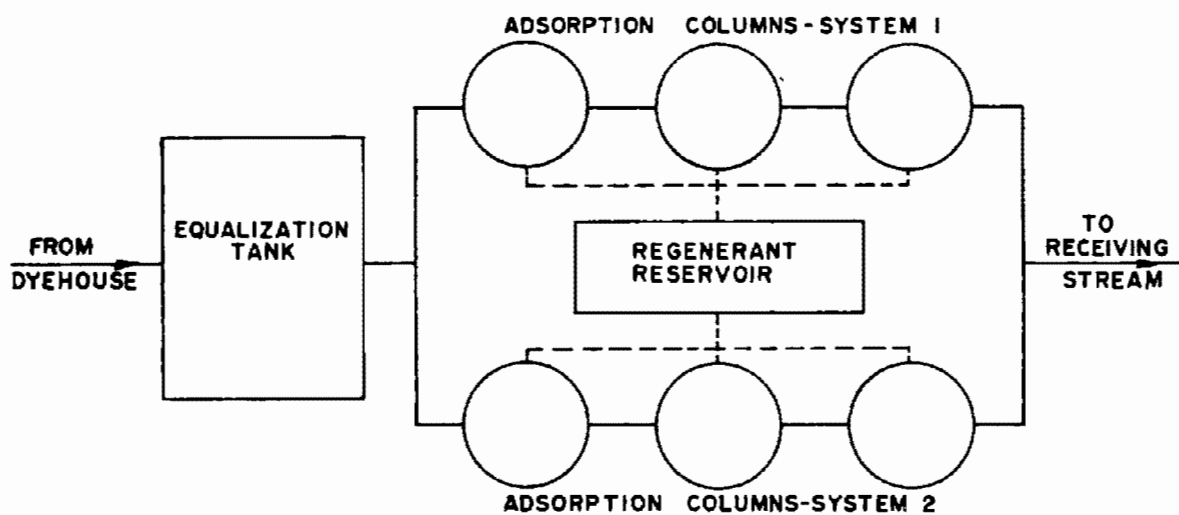 ADSORPTION COLUMNS-SYSTEM 1
EQUALIZATION
TANK
FROM
DYEHOUSE
REGENERANT
RESERVOIR
TO
RECEIVING
STREAM
ADSORPTION COLUMNS-SYSTEM 2